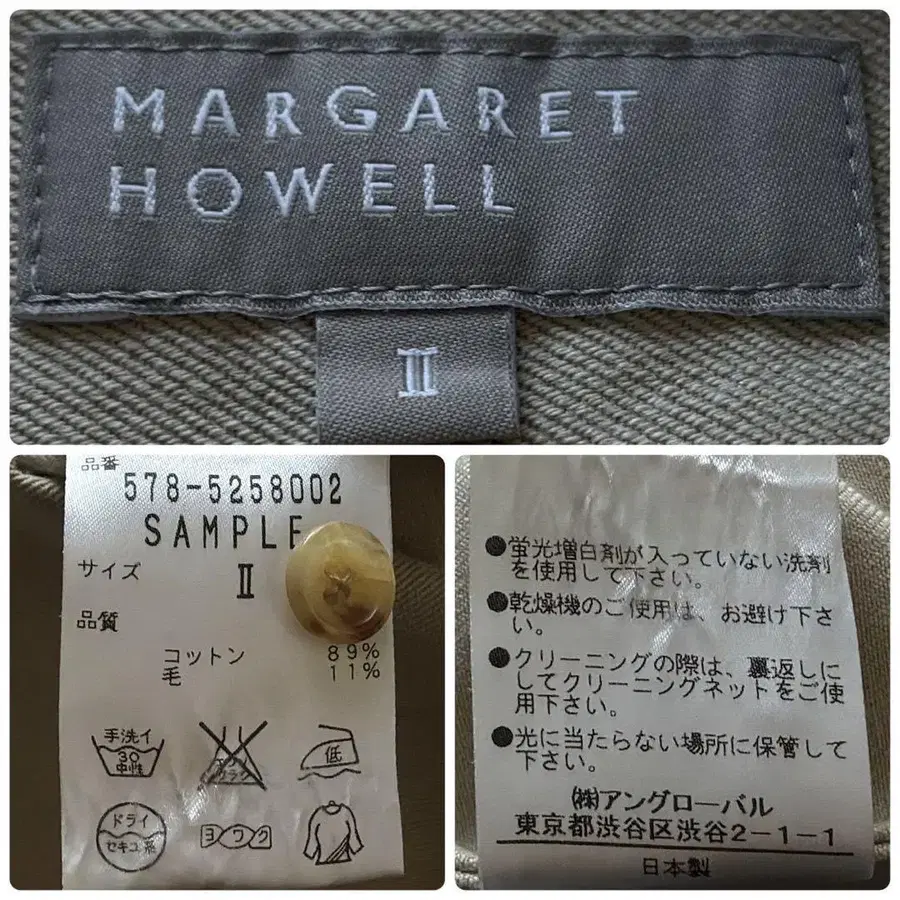 MARGARET
HOWELL
II
品番
578-5258002
SAMPLE
サイズ
II
品質
コットン 89%
毛 11%
手洗イ
30
中性
低
ドライ
セキユ系
ヨワク
●蛍光増白剤が入っていない洗剤
を使用して下さい。
●乾燥機のご使用は、お避け下さ
い。
●クリーニングの際は、裏返しに
してクリーニングネットをご使
用下さい。
●光に当たらない場所に保管して
下さい。
㈱アングローバル
東京都渋谷区渋谷2-1-1
日本製